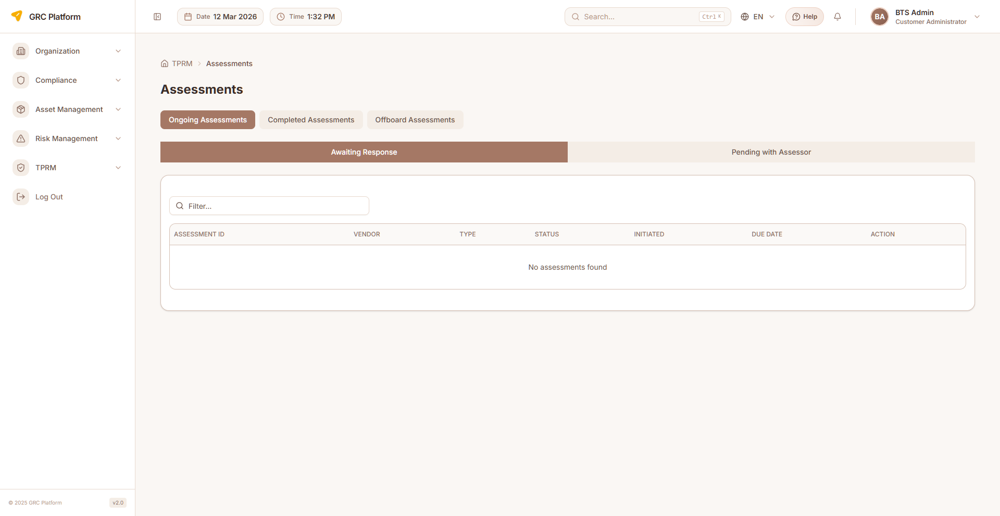 GRC Platform
Date 12 Mar 2026
Time 1:32 PM
Search...
Ctrl K
EN
Help
BA
BTS Admin
Customer Administrator
Organization
Compliance
Asset Management
Risk Management
TPRM
Log Out
TPRM > Assessments
Assessments
Ongoing Assessments
Completed Assessments
Offboard Assessments
Awaiting Response
Pending with Assessor
Filter...
ASSESSMENT ID VENDOR TYPE STATUS INITIATED DUE DATE ACTION
No assessments found
© 2025 GRC Platform
v2.0